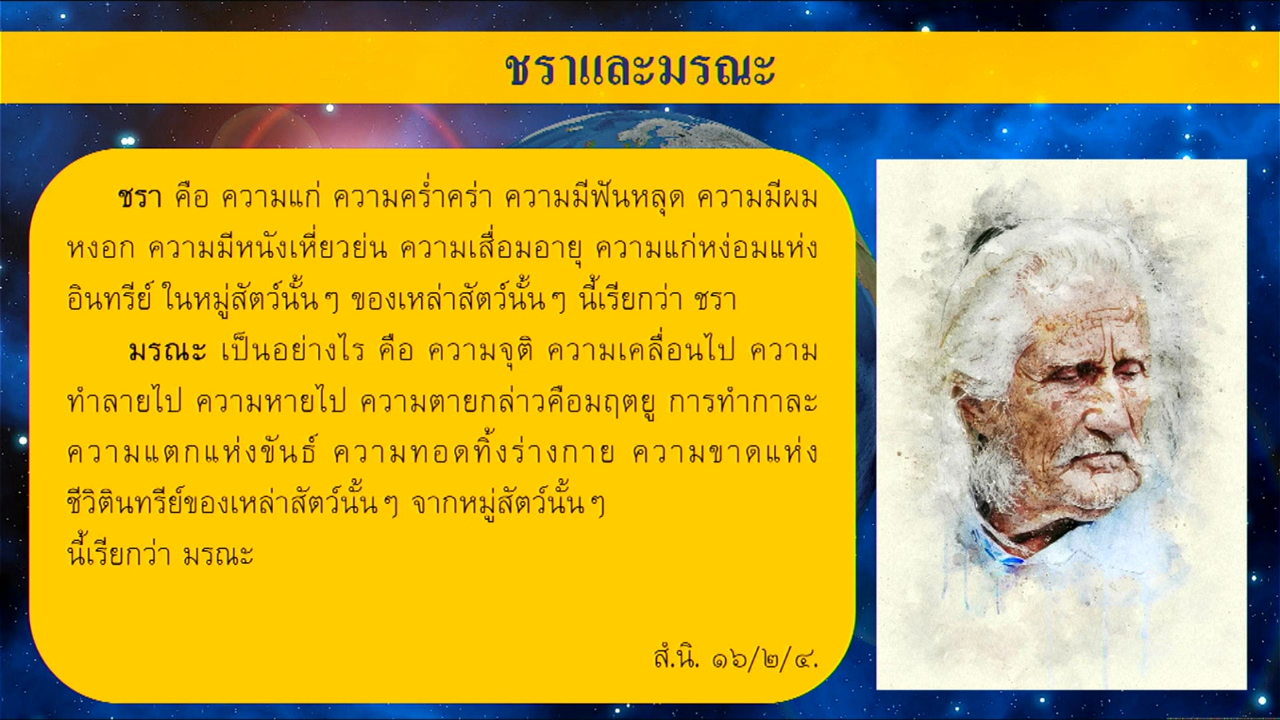 ชราและมรณะ
ชรา คือ ความแก่ ความคร่ำคร่า ความมีฟันหลุด ความมีผม
หงอก ความมีหนังเหี่ยวย่น ความเสื่อมอายุ ความแก่หง่อมแห่ง
อินทรีย์ ในหมู่สัตว์นั้นๆ ของเหล่าสัตว์นั้นๆ นี้เรียกว่า ชรา
มรณะ เป็นอย่างไร คือ ความจุติ ความเคลื่อนไป ความ
ทำลายไป ความหายไป ความตายกล่าวคือมฤตยู การทำกาละ
ความแตกแห่งขันธ์ ความทอดทิ้งร่างกาย ความขาดแห่ง
ชีวิตินทรีย์ของเหล่าสัตว์นั้นๆ จากหมู่สัตว์นั้นๆ
นี้เรียกว่า มรณะ
สํ.นิ. ๑๖/๒/๔.